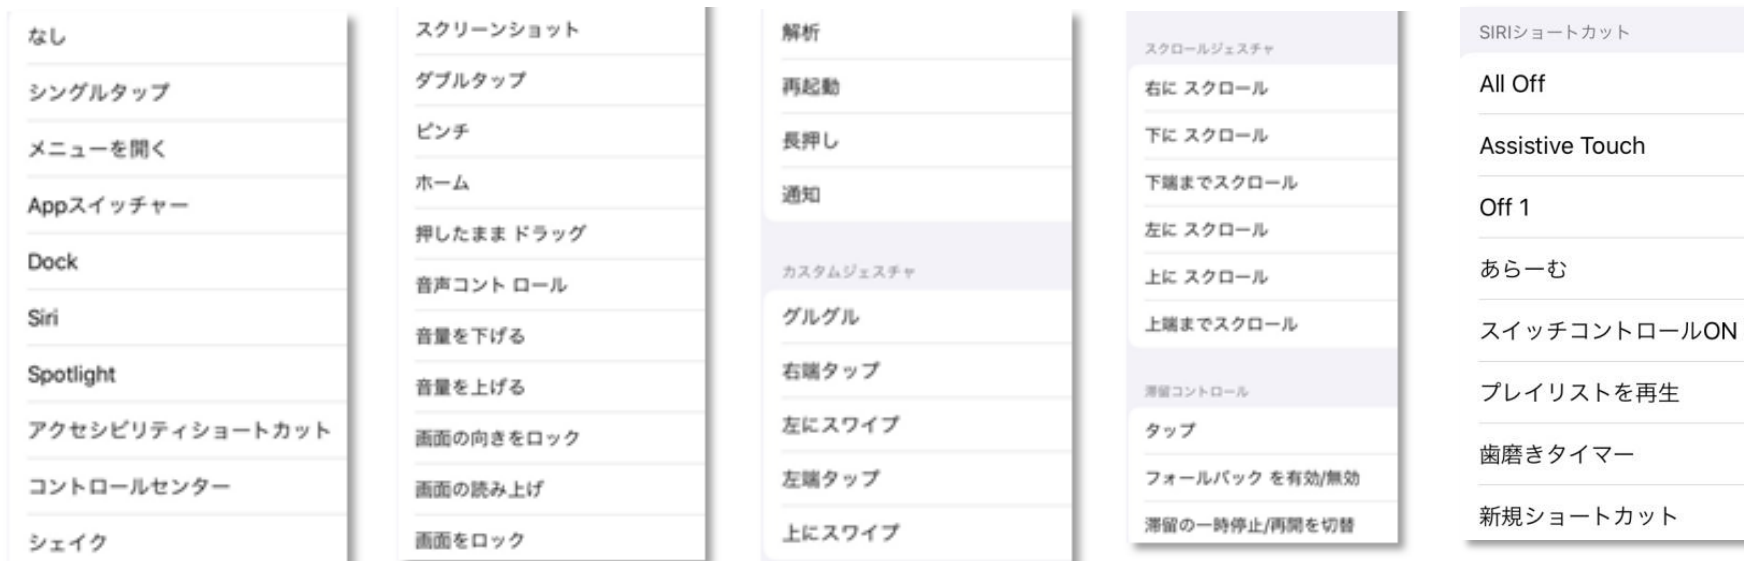 なし
シングルタップ
メニューを開く
Appスイッチャー
Dock
Siri
Spotlight
アクセシビリティショートカット
コントロールセンター
シェイク
スクリーンショット
ダブルタップ
ピンチ
ホーム
押したまま ドラッグ
音声コント ロール
音量を下げる
音量を上げる
画面の向きをロック
画面の読み上げ
画面をロック
解析
再起動
長押し
通知
カスタムジェスチャ
グルグル
右端タップ
左にスワイプ
左端タップ
上にスワイプ
スクロールジェスチャ
右に スクロール
下に スクロール
下端までスクロール
左に スクロール
上に スクロール
上端までスクロール
滞留コントロール
タップ
フォールバック を有効/無効
滞留の一時停止/再開を切替
SIRIショートカット
All Off
Assistive Touch
Off 1
あらーむ
スイッチコントロールON
プレイリストを再生
歯磨きタイマー
新規ショートカット